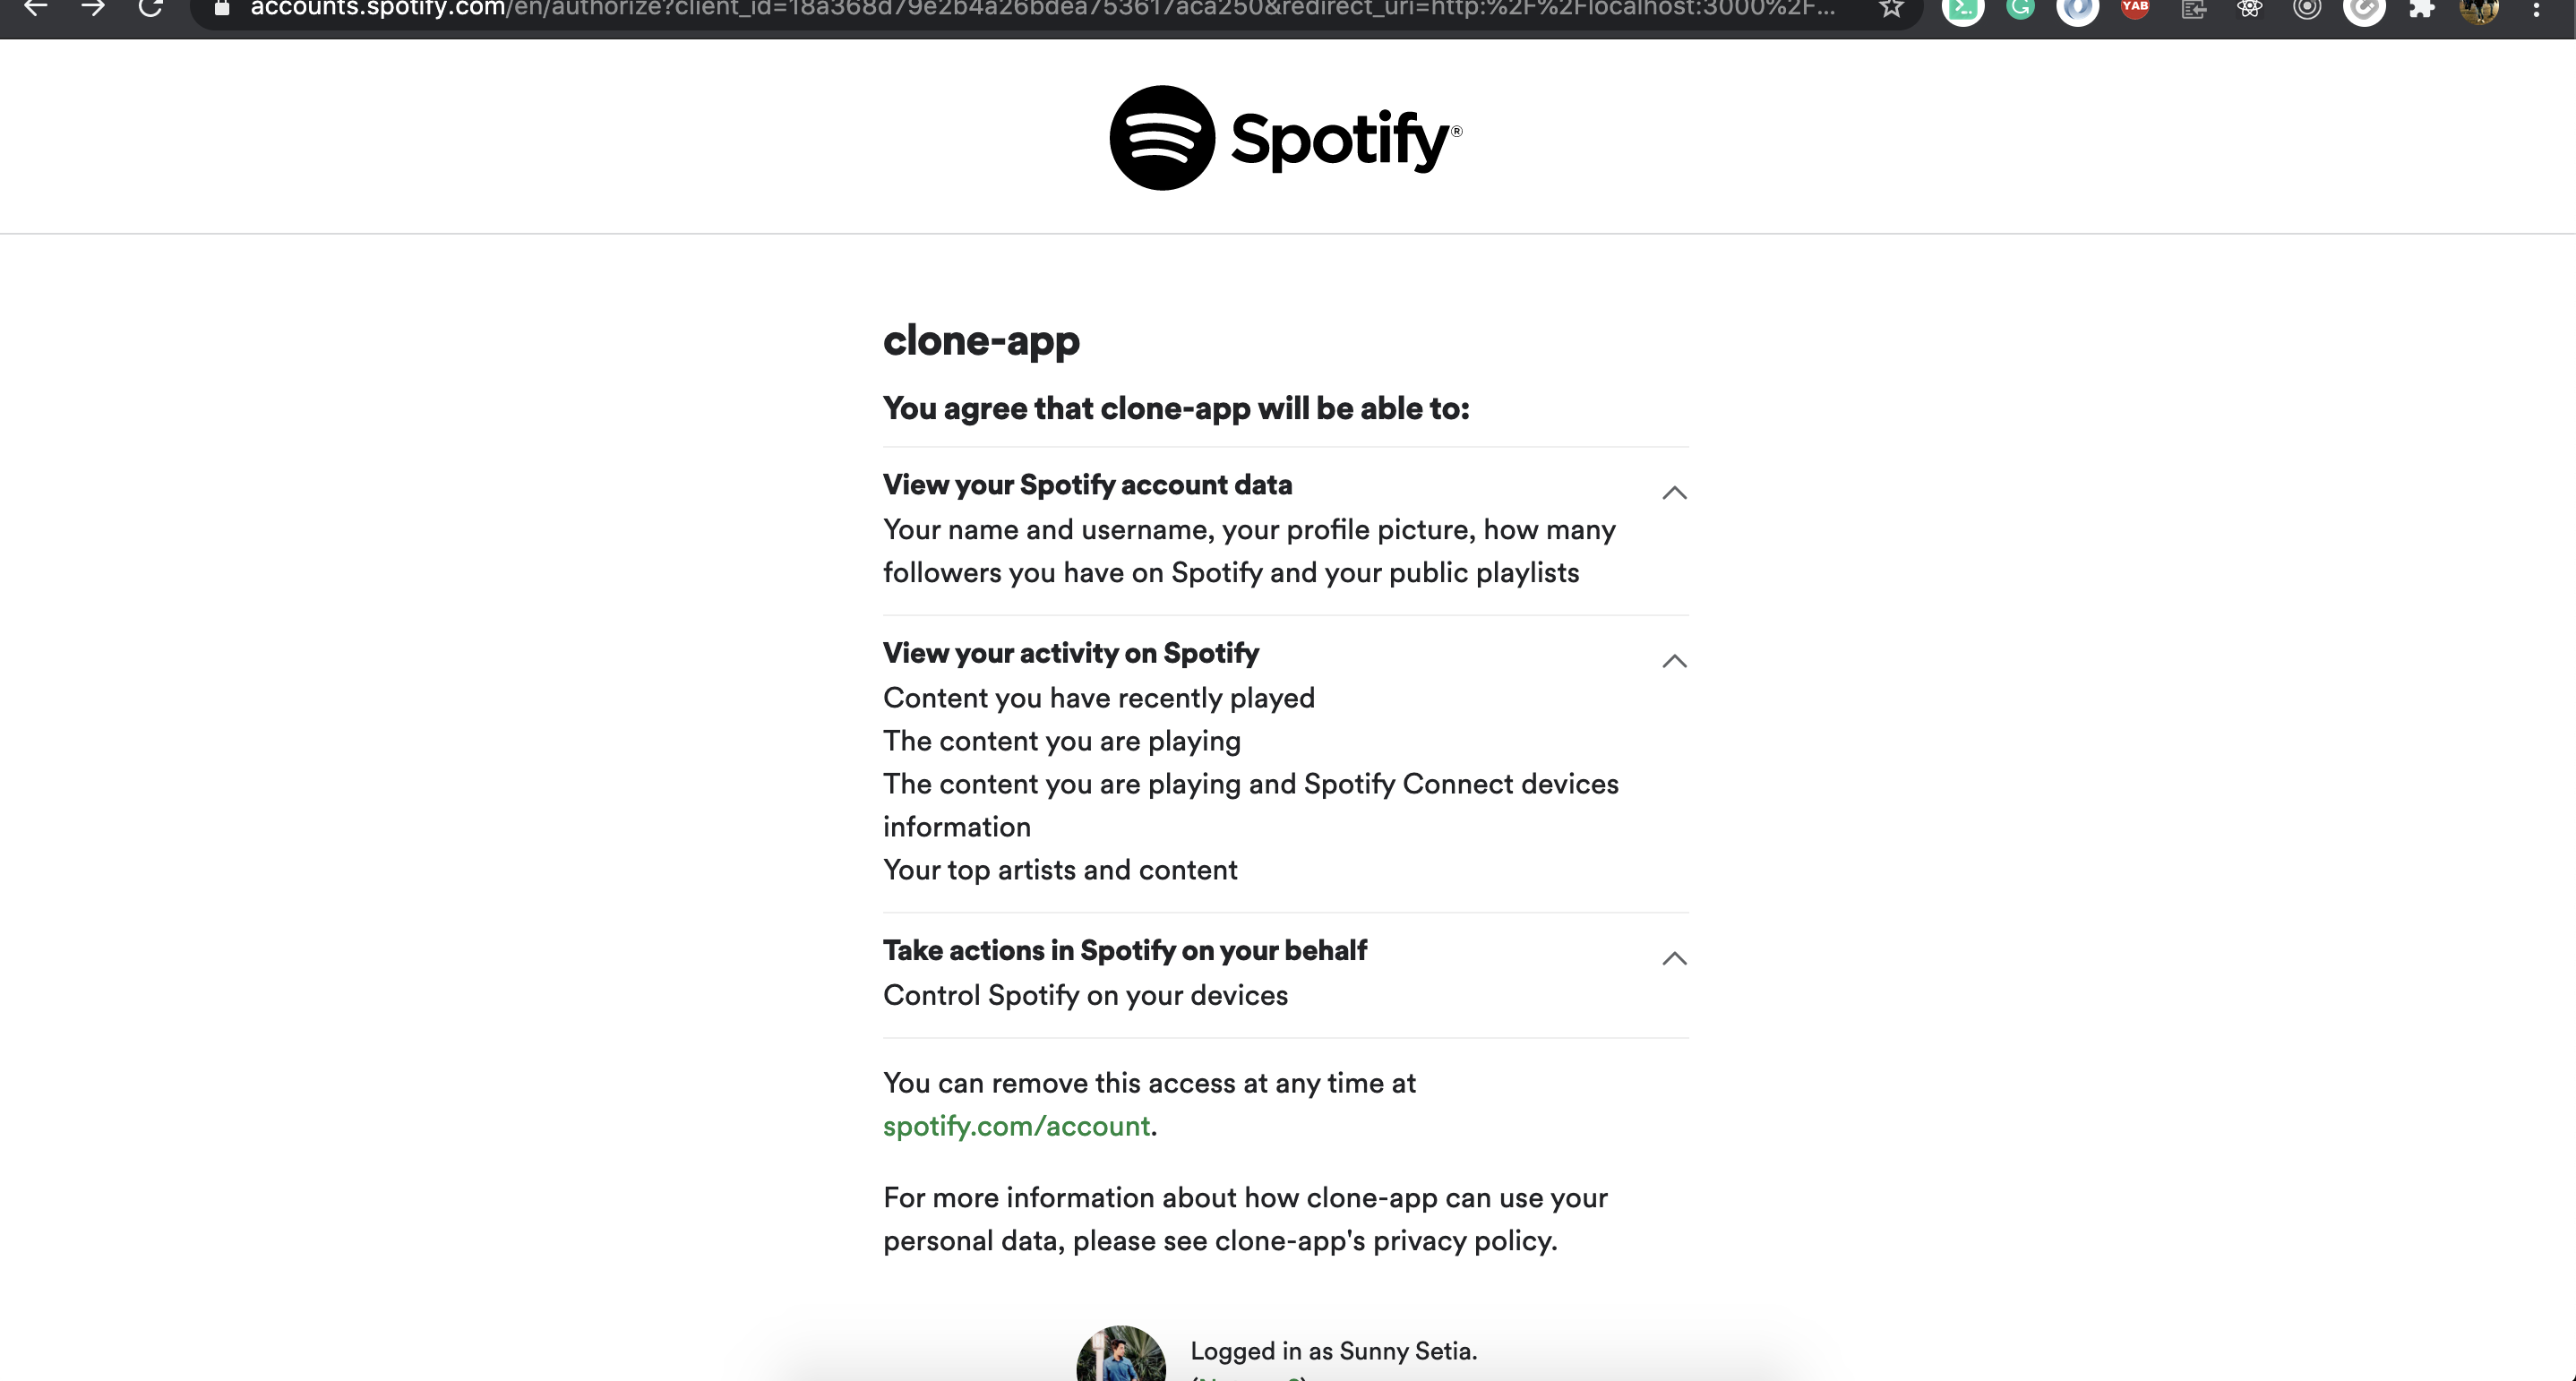 accounts.spotify.com/en/authorize?client_id=18a368d79e2b4a26bdea753617aca250&redirect_uri=http:%2F%2Flocalhost:3000%2F...
YAB
Spotify®
clone-app
You agree that clone-app will be able to:
View your Spotify account data
Your name and username, your profile picture, how many
followers you have on Spotify and your public playlists
View your activity on Spotify
Content you have recently played
The content you are playing
The content you are playing and Spotify Connect devices
information
Your top artists and content
Take actions in Spotify on your behalf
Control Spotify on your devices
You can remove this access at any time at
spotify.com/account.
For more information about how clone-app can use your
personal data, please see clone-app's privacy policy.
Logged in as Sunny Setia.